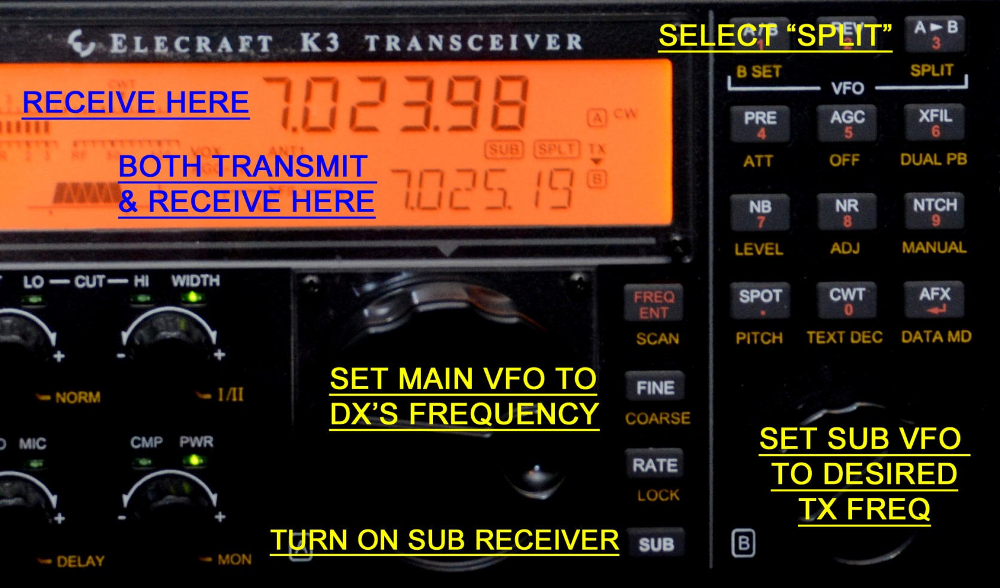 ELECRAFT K3 TRANSCEIVER
SELECT “SPLIT”
A ► B
3
B SET
SPLIT
VFO
CWT
RECEIVE HERE
7.023.98
A CW
PRE AGC XFIL
4 5 6
ATT OFF DUAL PB
VOX ANT1 SUB SPLT TX
BOTH TRANSMIT
& RECEIVE HERE
7.025.19
B
NB NR NTCH
7 8 9
LEVEL ADJ MANUAL
LO CUT HI WIDTH
FREQ
ENT
SCAN
SPOT CWT AFX
. 0
PITCH TEXT DEC DATA MD
+ - +
NORM I/II
SET MAIN VFO TO
DX’S FREQUENCY
FINE
COARSE
MIC CMP PWR
RATE
LOCK
SET SUB VFO
TO DESIRED
TX FREQ
+ - +
TURN ON SUB RECEIVER
SUB
A
B
DELAY MON